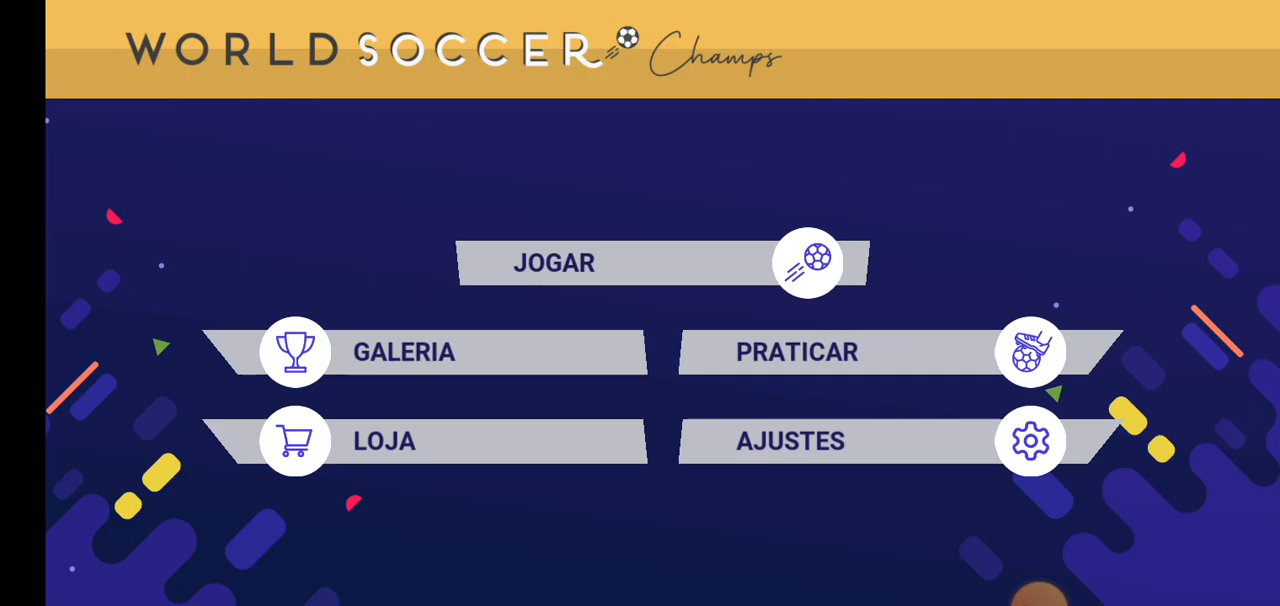 WORLD SOCCER Champs
JOGAR
GALERIA
PRATICAR
LOJA
AJUSTES